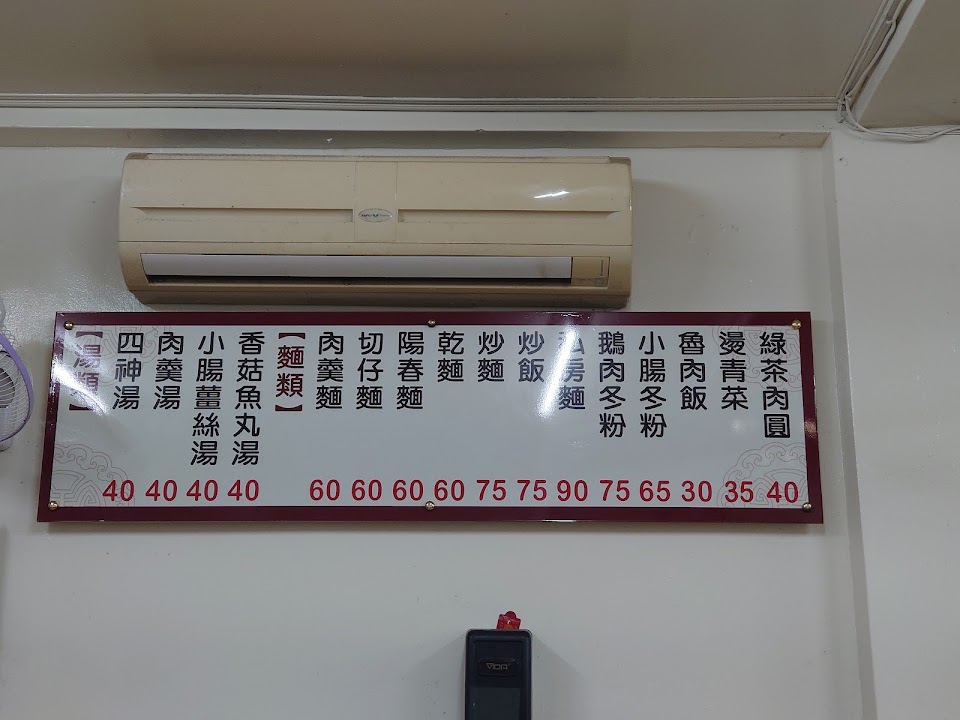 【湯類】
四神湯 40
肉羹湯 40
小腸薑絲湯 40
香菇魚丸湯 40
【麵類】
肉羹麵 60
切仔麵 60
陽春麵 60
乾麵 60
炒麵 75
炒飯 75
私房麵 90
鵝肉冬粉 75
小腸冬粉 65
魯肉飯 30
燙青菜 35
綠茶肉圓 40